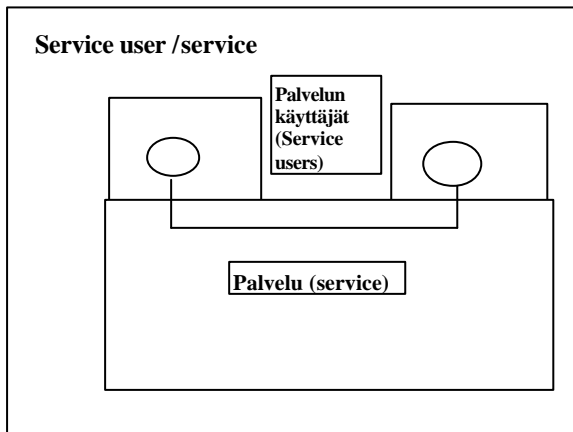 Service user /service
Palvelun
käyttäjät
(Service
users)
Palvelu (service)